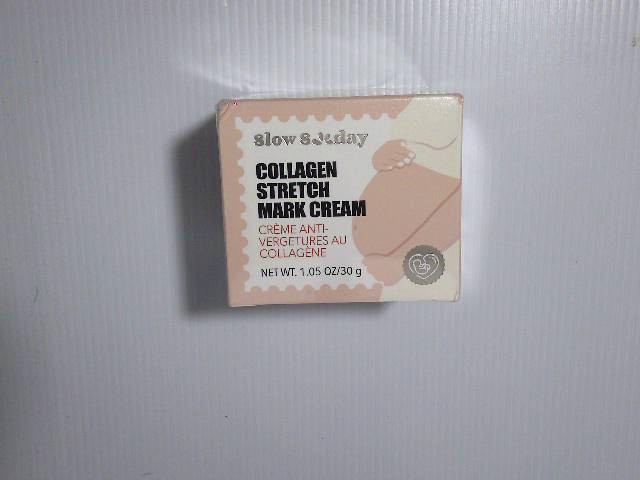 slow Sunday
COLLAGEN
STRETCH
MARK CREAM
CRÈME ANTI-
VERGETURES AU
COLLAGÈNE
NET WT. 1.05 OZ/30 g